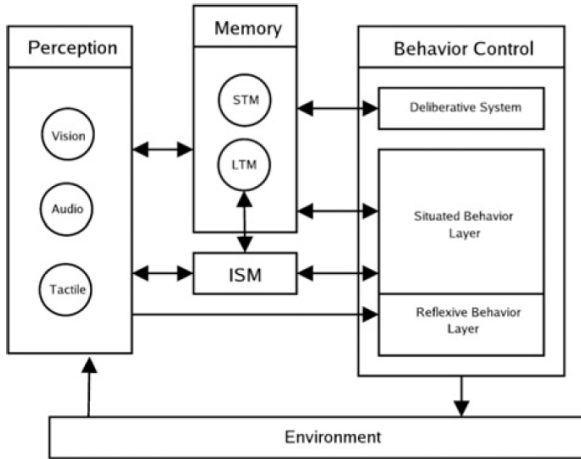 Perception
Vision
Audio
Tactile
Memory
STM
LTM
ISM
Behavior Control
Deliberative System
Situated Behavior
Layer
Reflexive Behavior
Layer
Environment